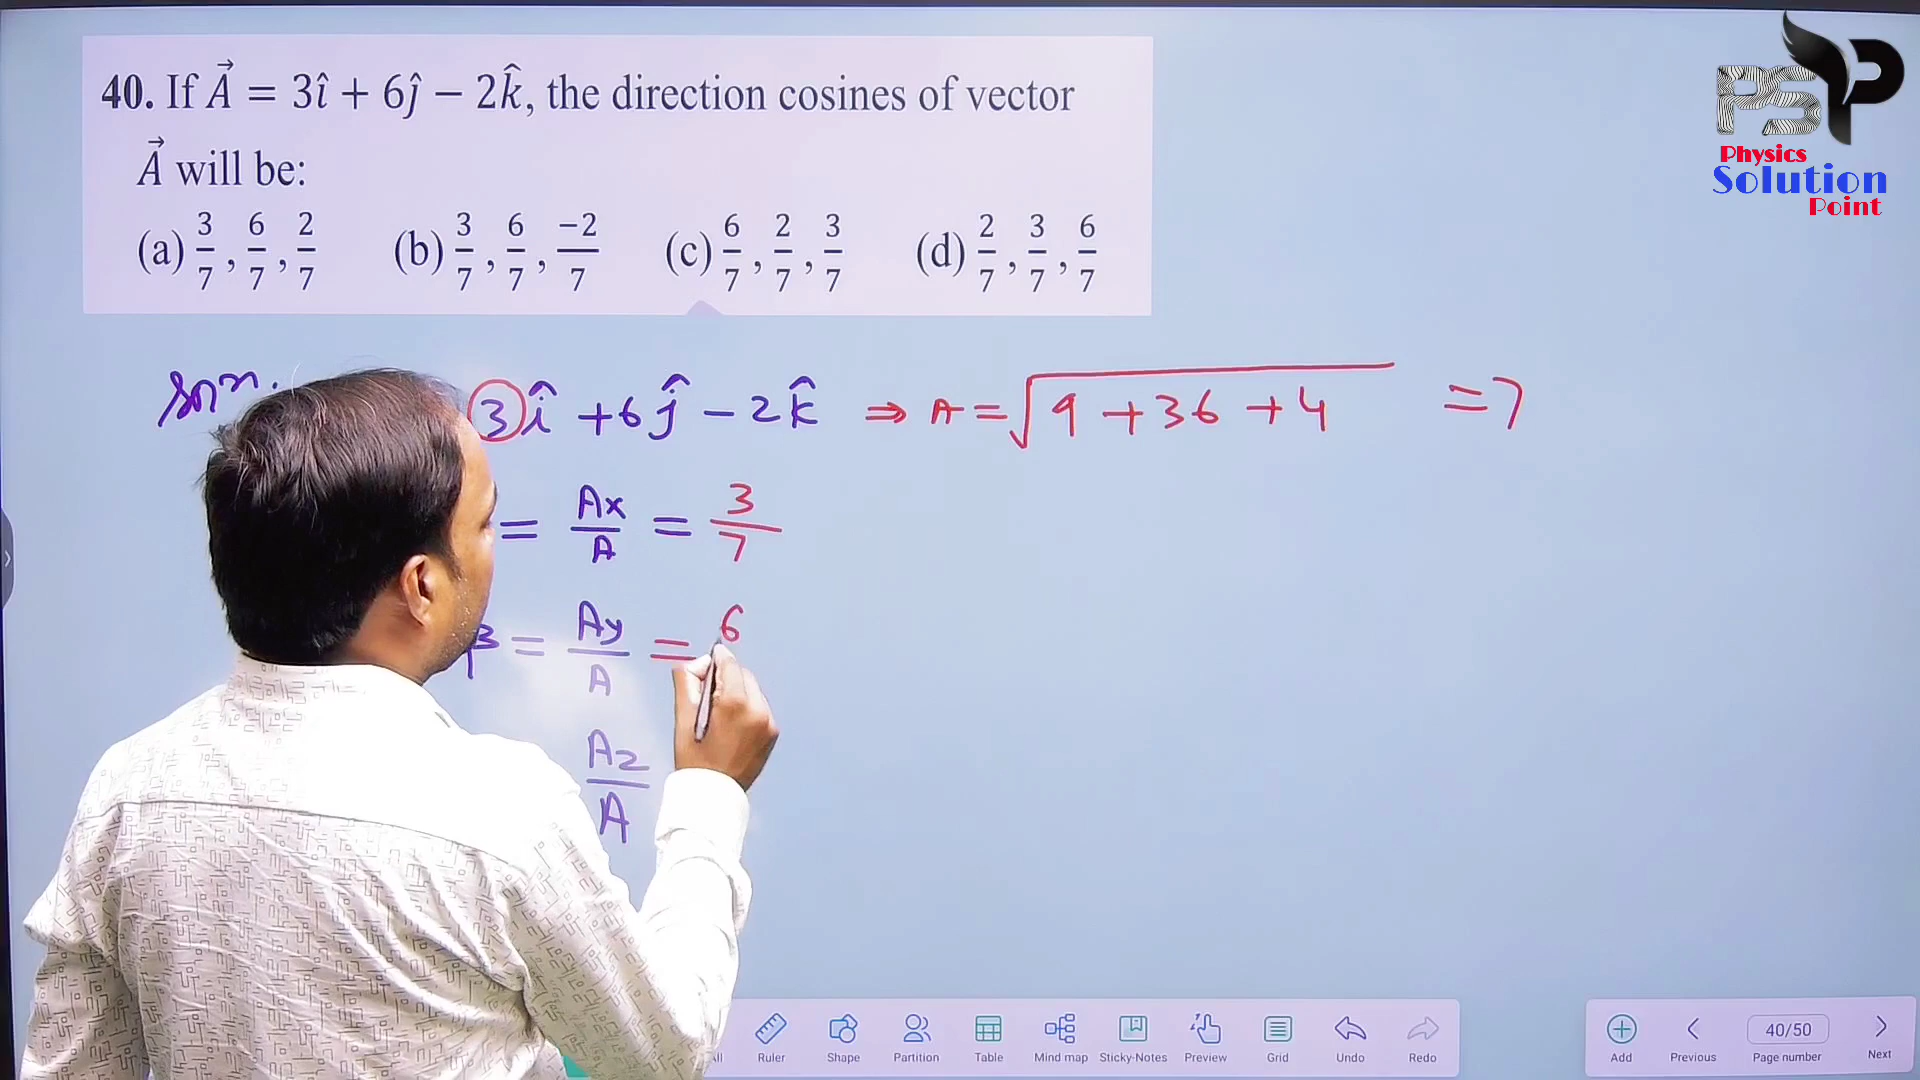 40. If A⃗ = 3î + 6ĵ − 2k̂, the direction cosines of vector
A⃗ will be:
(a) 3/7, 6/7, 2/7 (b) 3/7, 6/7, −2/7 (c) 6/7, 2/7, 3/7 (d) 2/7, 3/7, 6/7
PSP
Physics
Solution
Point
Soln.
3î + 6ĵ − 2k̂ ⇒ A = √(9 + 36 + 4) = 7
= Ax/A = 3/7
β = Ay/A = 6
Az/A
Ruler Shape Partition Table Mind map Sticky-Notes Preview Grid Undo Redo
Add Previous 40/50 Page number Next